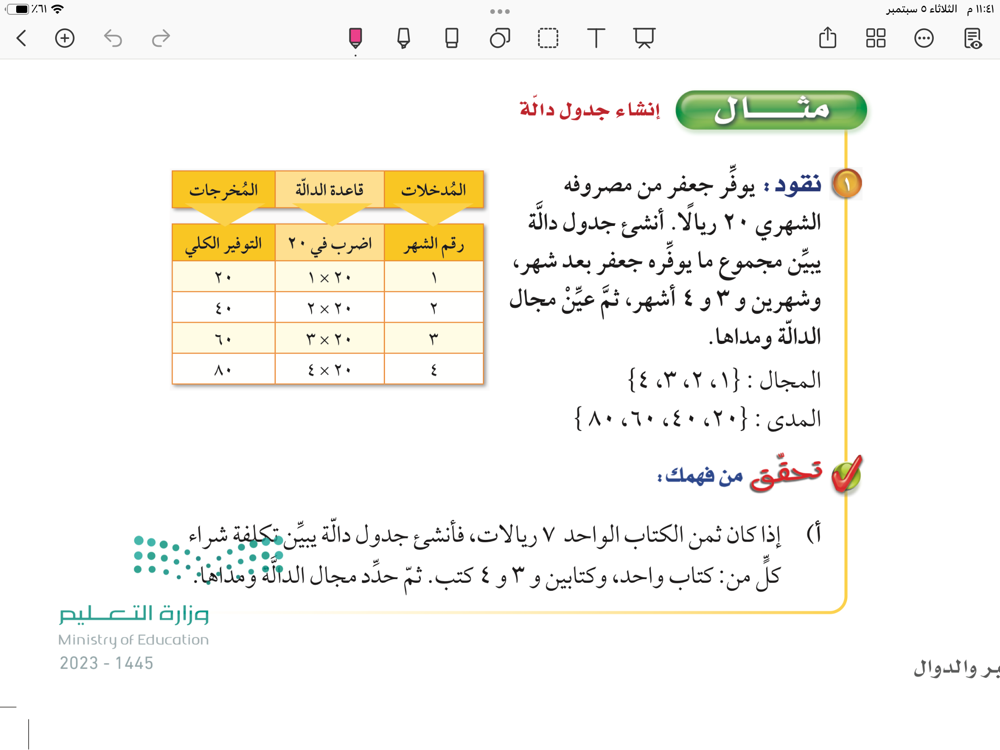 ١١:٤١ م الثلاثاء ٥ سبتمبر
٪٦١
مثال إنشاء جدول دالّة
١ نقود: يوفِّر جعفر من مصروفه
الشهري ٢٠ ريالًا. أنشئ جدول دالَّة
يبيِّن مجموع ما يوفِّره جعفر بعد شهر،
وشهرين و ٣ و ٤ أشهر، ثمَّ عيِّنْ مجال
الدالّة ومداها.
المجال : {١، ٢، ٣، ٤}
المدى : {٢٠، ٤٠، ٦٠، ٨٠ }
المُدخلات قاعدة الدالّة المُخرجات
رقم الشهر اضرب في ٢٠ التوفير الكلي
١ ٢٠ × ١ ٢٠
٢ ٢٠ × ٢ ٤٠
٣ ٢٠ × ٣ ٦٠
٤ ٢٠ × ٤ ٨٠
تحقّق من فهمك:
أ) إذا كان ثمن الكتاب الواحد ٧ ريالات، فأنشئ جدول دالّة يبيِّن تكلفة شراء
كلٍّ من: كتاب واحد، وكتابين و ٣ و ٤ كتب. ثمّ حدِّد مجال الدالَّة ومداها.
وزارة التعليم
Ministry of Education
2023 - 1445
والدوال